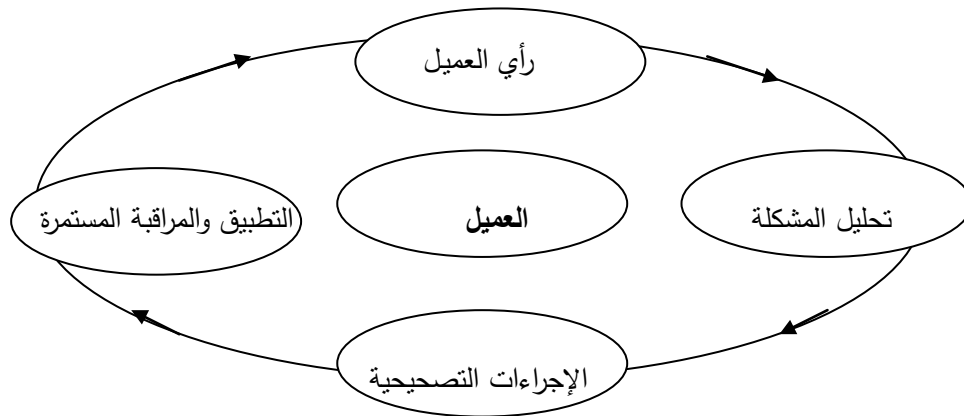 رأي العميل
العميل
تحليل المشكلة
التطبيق والمراقبة المستمرة
الإجراءات التصحيحية